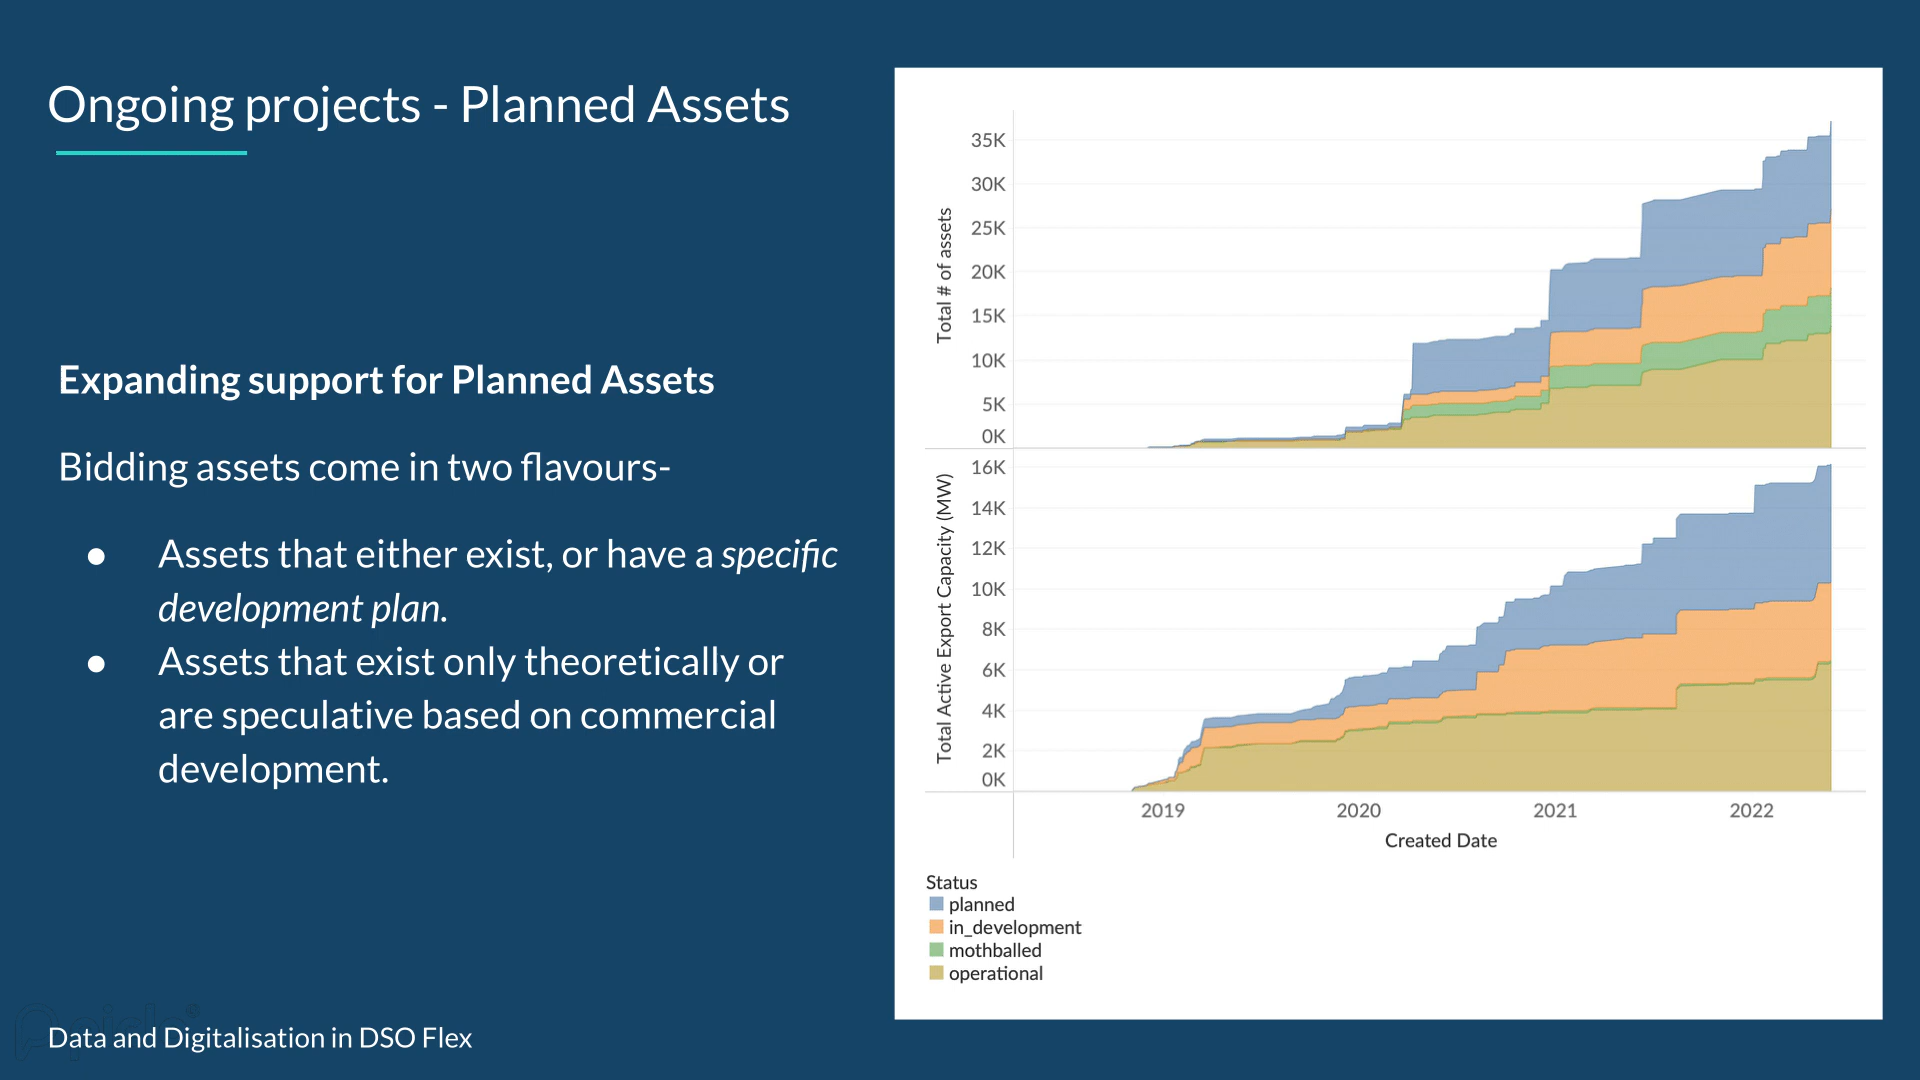 Ongoing projects - Planned Assets
Expanding support for Planned Assets
Bidding assets come in two flavours-
● Assets that either exist, or have a specific
development plan.
● Assets that exist only theoretically or
are speculative based on commercial
development.
Data and Digitalisation in DSO Flex
Total # of assets
35K
30K
25K
20K
15K
10K
5K
0K
Total Active Export Capacity (MW)
16K
14K
12K
10K
8K
6K
4K
2K
0K
2019 2020 2021 2022
Created Date
Status
planned
in_development
mothballed
operational